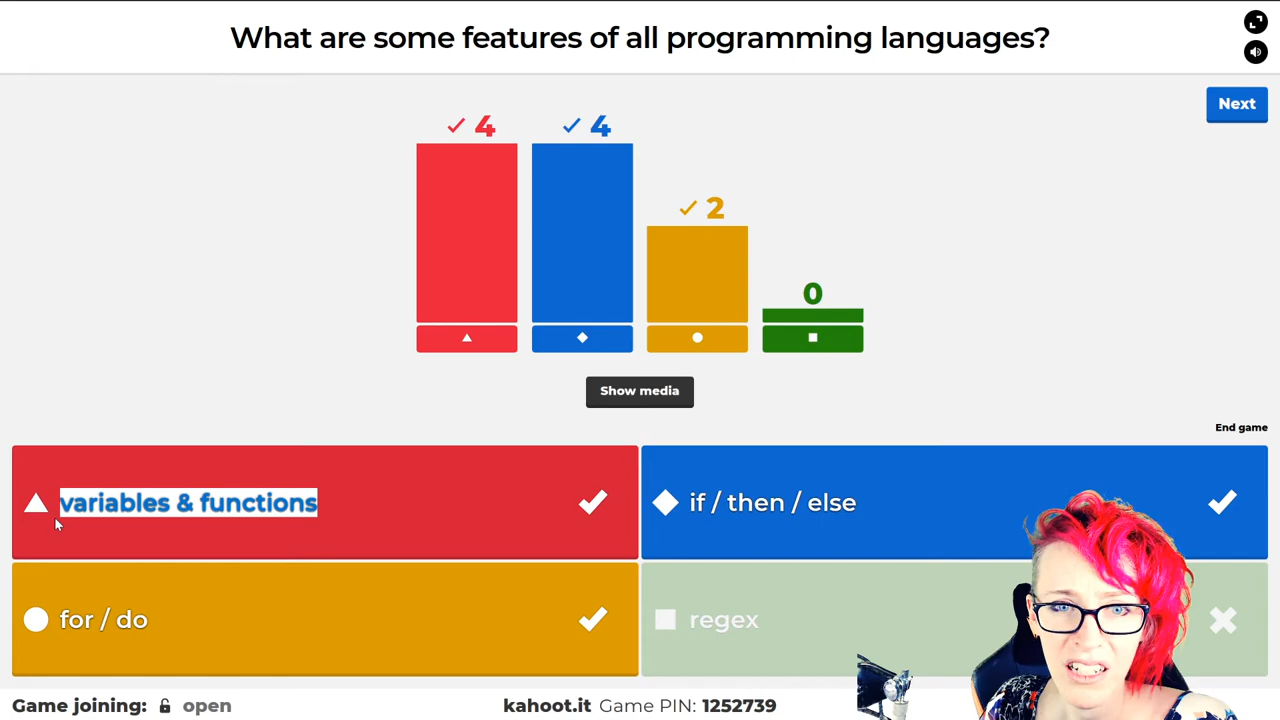 What are some features of all programming languages?
Next
4
4
2
0
Show media
End game
variables & functions
if / then / else
for / do
regex
Game joining: open
kahoot.it Game PIN: 1252739